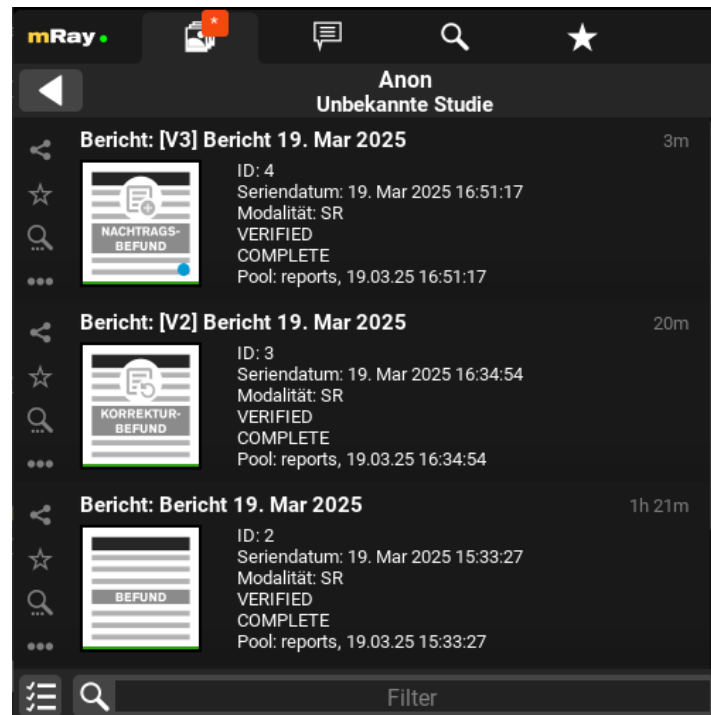 mRay
*
Anon
Unbekannte Studie
Bericht: [V3] Bericht 19. Mar 2025
3m
NACHTRAGS-
BEFUND
ID: 4
Seriendatum: 19. Mar 2025 16:51:17
Modalität: SR
VERIFIED
COMPLETE
Pool: reports, 19.03.25 16:51:17
Bericht: [V2] Bericht 19. Mar 2025
20m
KORREKTUR-
BEFUND
ID: 3
Seriendatum: 19. Mar 2025 16:34:54
Modalität: SR
VERIFIED
COMPLETE
Pool: reports, 19.03.25 16:34:54
Bericht: Bericht 19. Mar 2025
1h 21m
BEFUND
ID: 2
Seriendatum: 19. Mar 2025 15:33:27
Modalität: SR
VERIFIED
COMPLETE
Pool: reports, 19.03.25 15:33:27
Filter